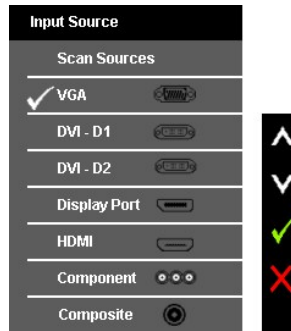 Input Source
Scan Sources
VGA
DVI - D1
DVI - D2
Display Port
HDMI
Component
Composite